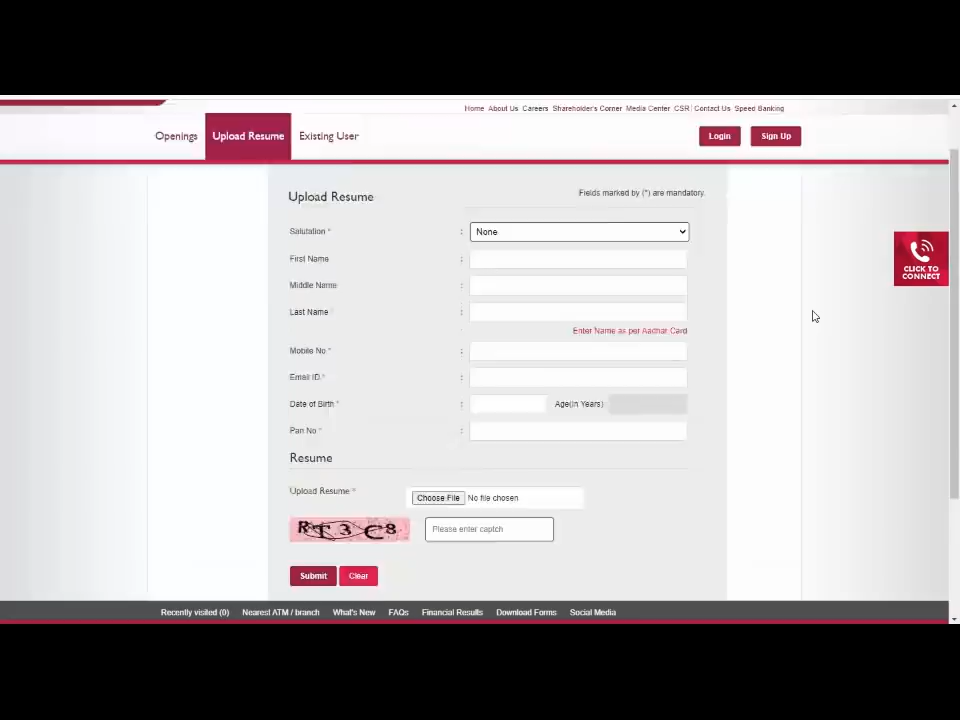 Home About Us Careers Shareholder's Corner Media Center CSR Contact Us Speed Banking
Openings Upload Resume Existing User Login Sign Up
Upload Resume Fields marked by (*) are mandatory.
Salutation * : None
First Name :
Middle Name :
Last Name :
Enter Name as per Aadhar Card
Mobile No * :
Email ID.* :
Date of Birth * : Age(In Years)
Pan No * :
Resume
Upload Resume * Choose File No file chosen
Please enter captch
Submit Clear
CLICK TO
CONNECT
Recently visited (0) Nearest ATM / branch What's New FAQs Financial Results Download Forms Social Media